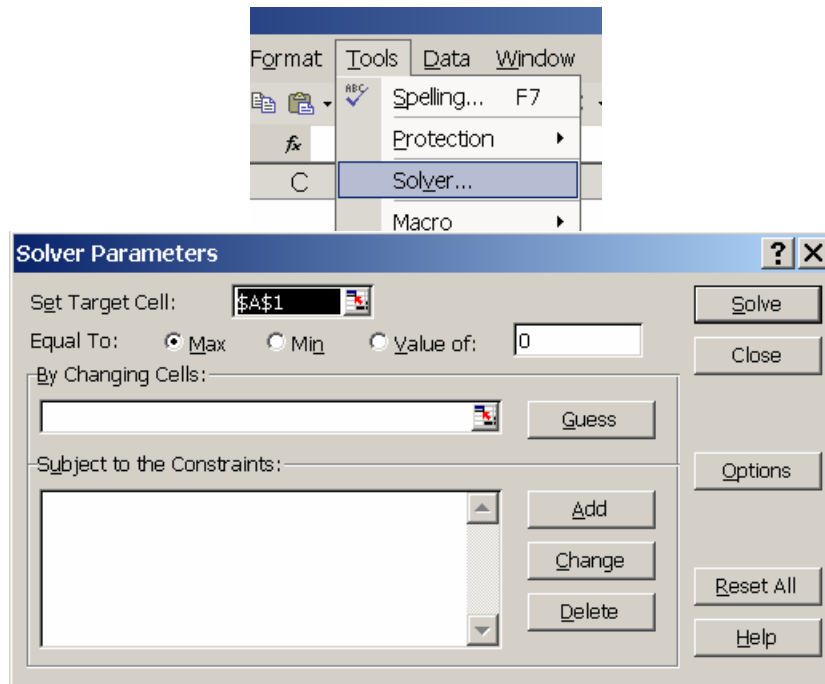 Format Tools Data Window
ABC Spelling... F7
fx Protection
C Solver...
Macro
Solver Parameters ? X
Set Target Cell: $A$1 Solve
Equal To: Max Min Value of: 0
Close
By Changing Cells:
Guess
Subject to the Constraints:
Options
Add
Change
Reset All
Delete
Help